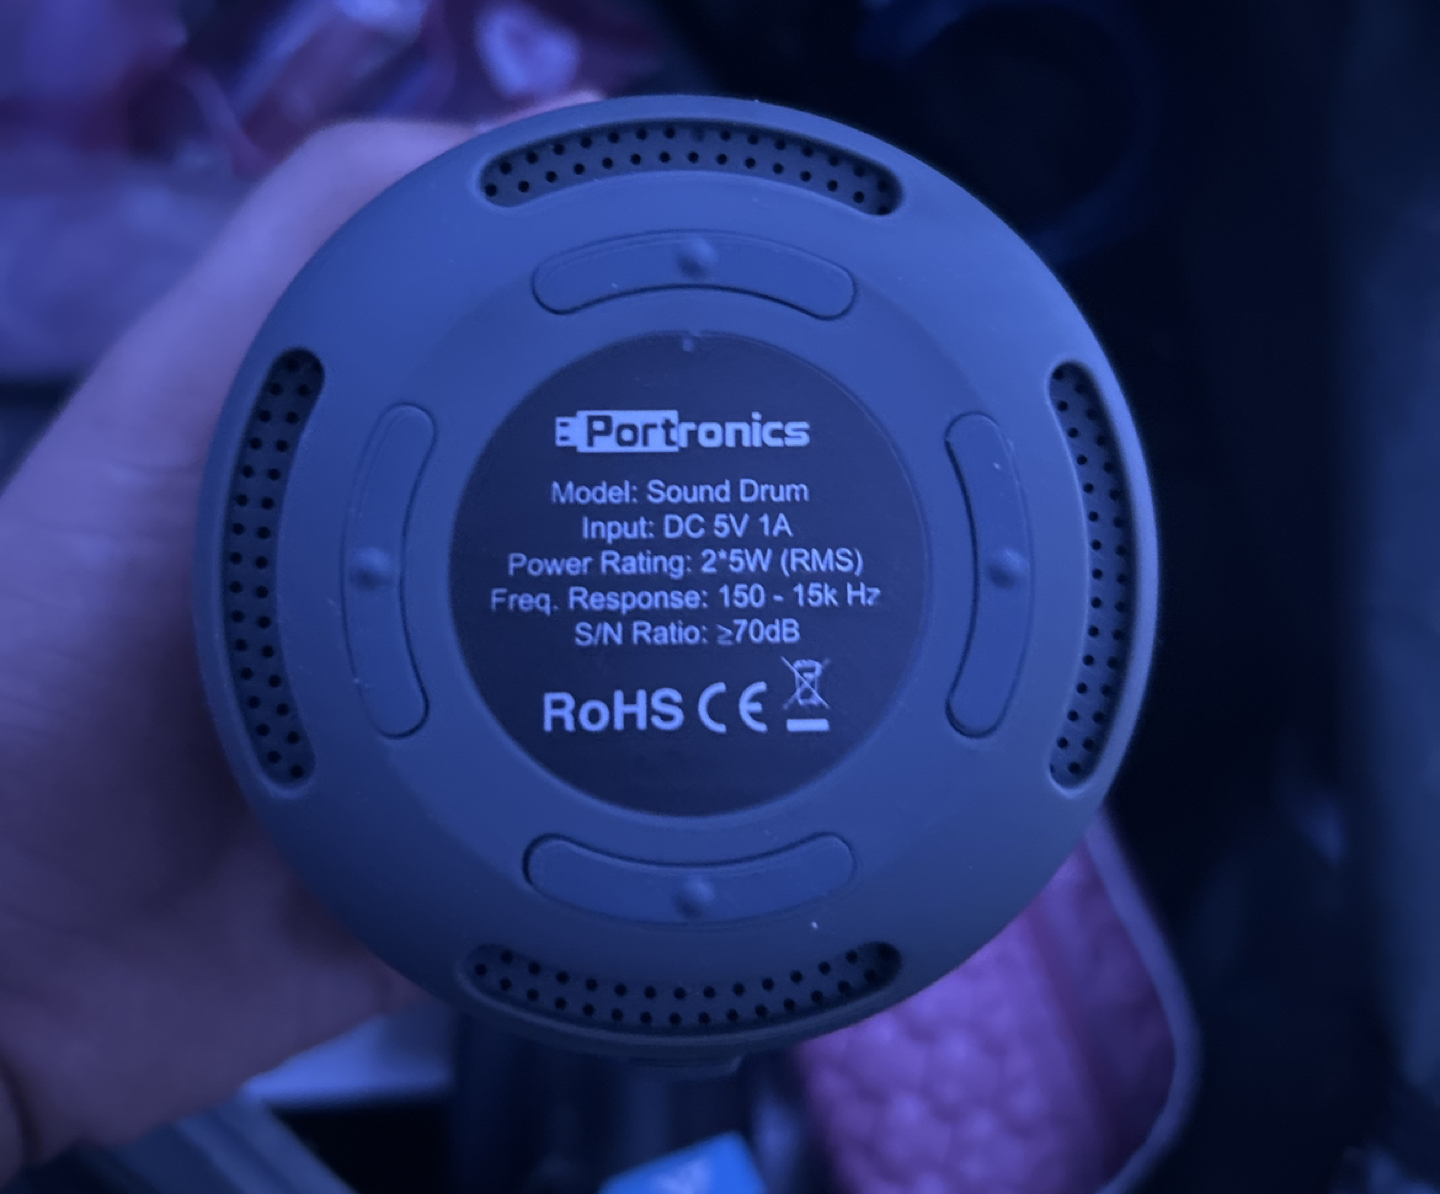 Portronics
Model: Sound Drum
Input: DC 5V 1A
Power Rating: 2*5W (RMS)
Freq. Response: 150 - 15k Hz
S/N Ratio: ≥70dB
RoHS CE